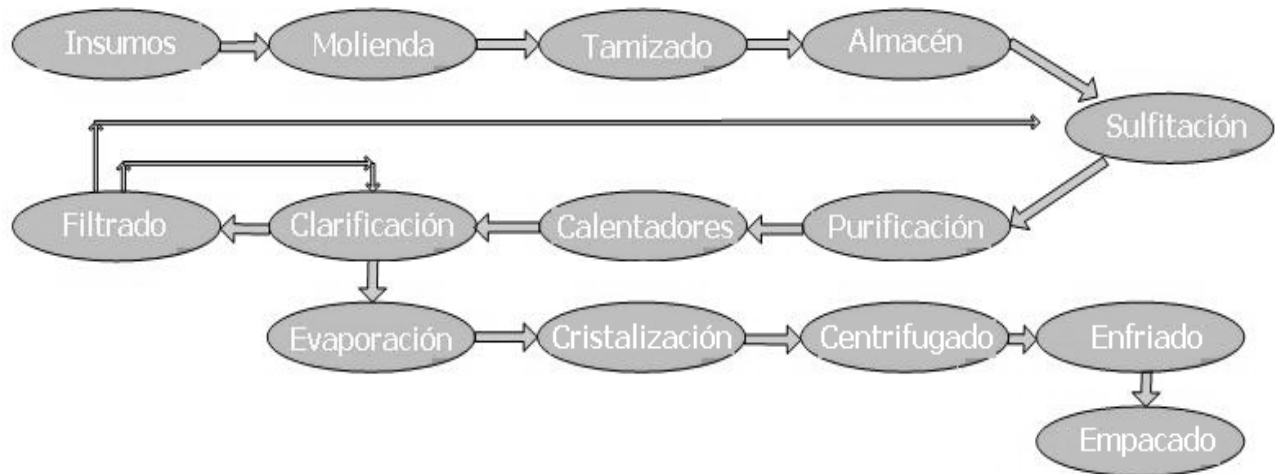 Insumos
Molienda
Tamizado
Almacén
Sulfitación
Filtrado
Clarificación
Calentadores
Purificación
Evaporación
Cristalización
Centrifugado
Enfriado
Empacado